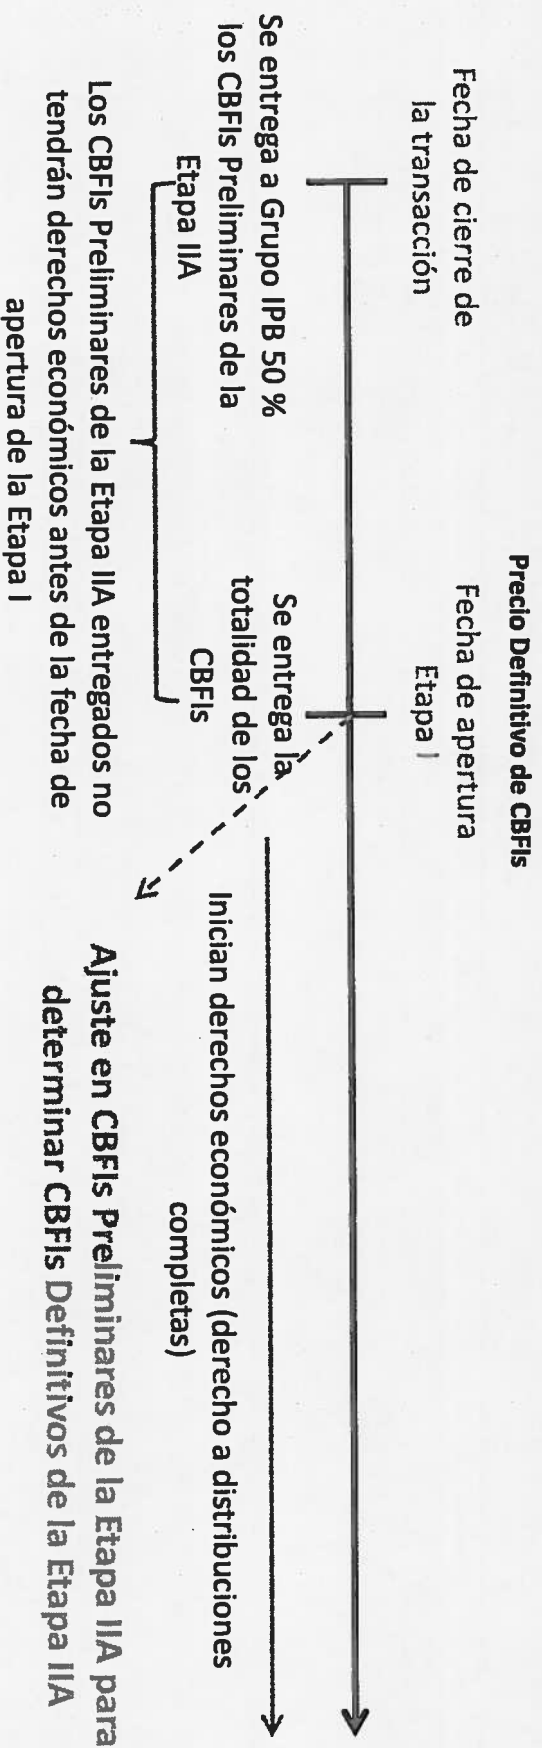 Precio Definitivo de CBFIs
Fecha de cierre de
la transacción
Fecha de apertura
Etapa I
Se entrega a Grupo IPB 50 %
los CBFIs Preliminares de la
Etapa IIA
Se entrega la
totalidad de los
CBFIs
Inician derechos económicos (derecho a distribuciones
completas)
Los CBFIs Preliminares de la Etapa IIA entregados no
tendrán derechos económicos antes de la fecha de
apertura de la Etapa I
Ajuste en CBFIs Preliminares de la Etapa IIA para
determinar CBFIs Definitivos de la Etapa IIA